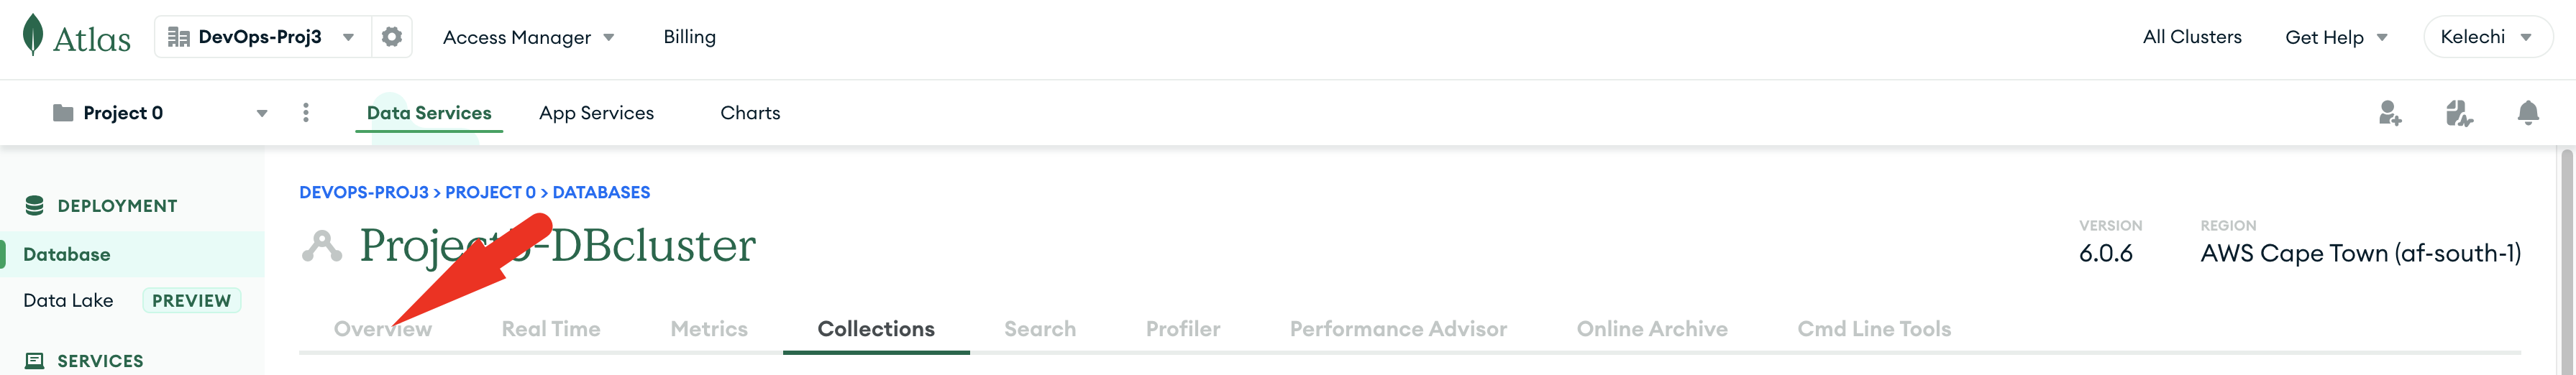 Atlas DevOps-Proj3 Access Manager Billing All Clusters Get Help Kelechi
Project 0 Data Services App Services Charts
DEVOPS-PROJ3 > PROJECT 0 > DATABASES
DEPLOYMENT
Database
Data Lake PREVIEW
SERVICES
Project3-DBcluster
VERSION
6.0.6
REGION
AWS Cape Town (af-south-1)
Overview Real Time Metrics Collections Search Profiler Performance Advisor Online Archive Cmd Line Tools